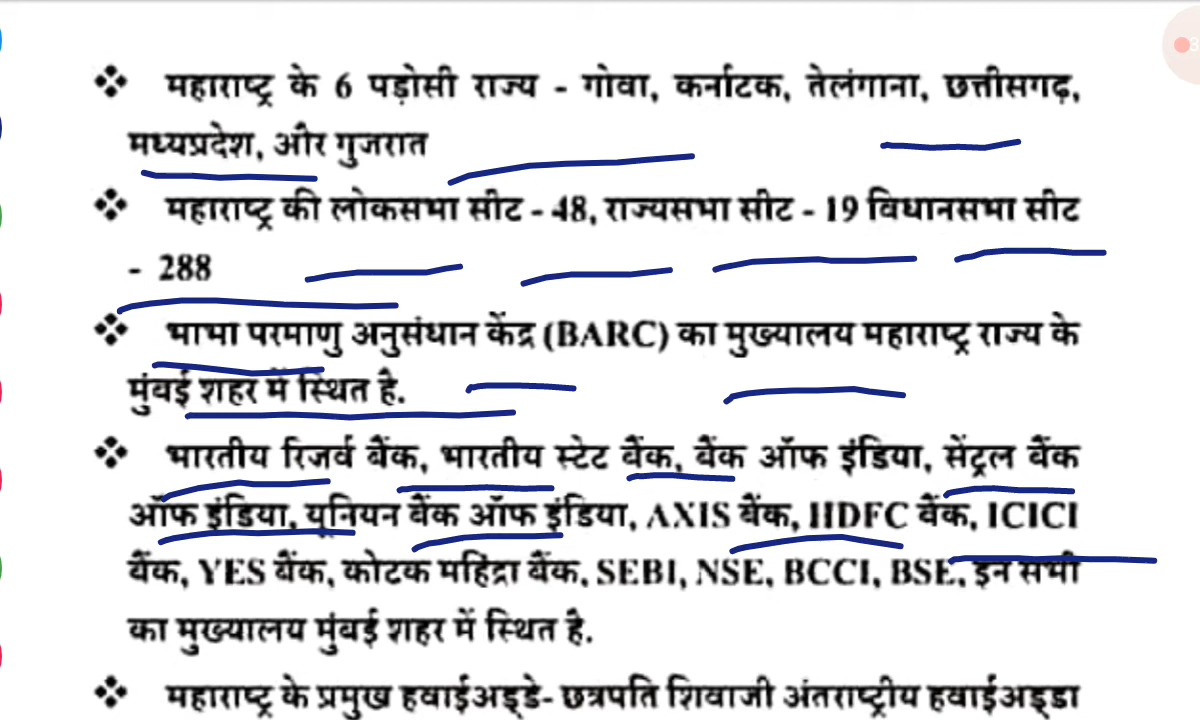 ❖ महाराष्ट्र के 6 पड़ोसी राज्य - गोवा, कर्नाटक, तेलंगाना, छत्तीसगढ़,
मध्यप्रदेश, और गुजरात
❖ महाराष्ट्र की लोकसभा सीट - 48, राज्यसभा सीट - 19 विधानसभा सीट
- 288
❖ भाभा परमाणु अनुसंधान केंद्र (BARC) का मुख्यालय महाराष्ट्र राज्य के
मुंबई शहर में स्थित है.
❖ भारतीय रिजर्व बैंक, भारतीय स्टेट बैंक, बैंक ऑफ इंडिया, सेंट्रल बैंक
ऑफ इंडिया, यूनियन बैंक ऑफ इंडिया, AXIS बैंक, HDFC बैंक, ICICI
बैंक, YES बैंक, कोटक महिंद्रा बैंक, SEBI, NSE, BCCI, BSE, इन सभी
का मुख्यालय मुंबई शहर में स्थित है.
❖ महाराष्ट्र के प्रमुख हवाईअड्डे- छत्रपति शिवाजी अंतराष्ट्रीय हवाईअड्डा